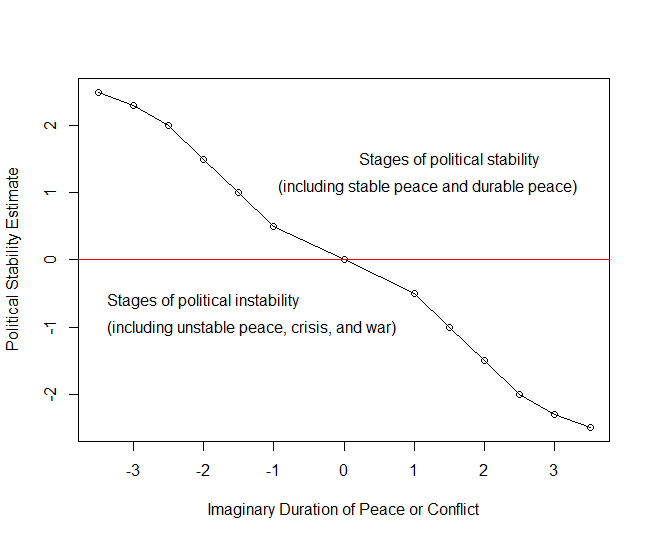 2
Stages of political stability
(including stable peace and durable peace)
1
0
Political Stability Estimate
Stages of political instability
(including unstable peace, crisis, and war)
-1
-2
-3 -2 -1 0 1 2 3
Imaginary Duration of Peace or Conflict